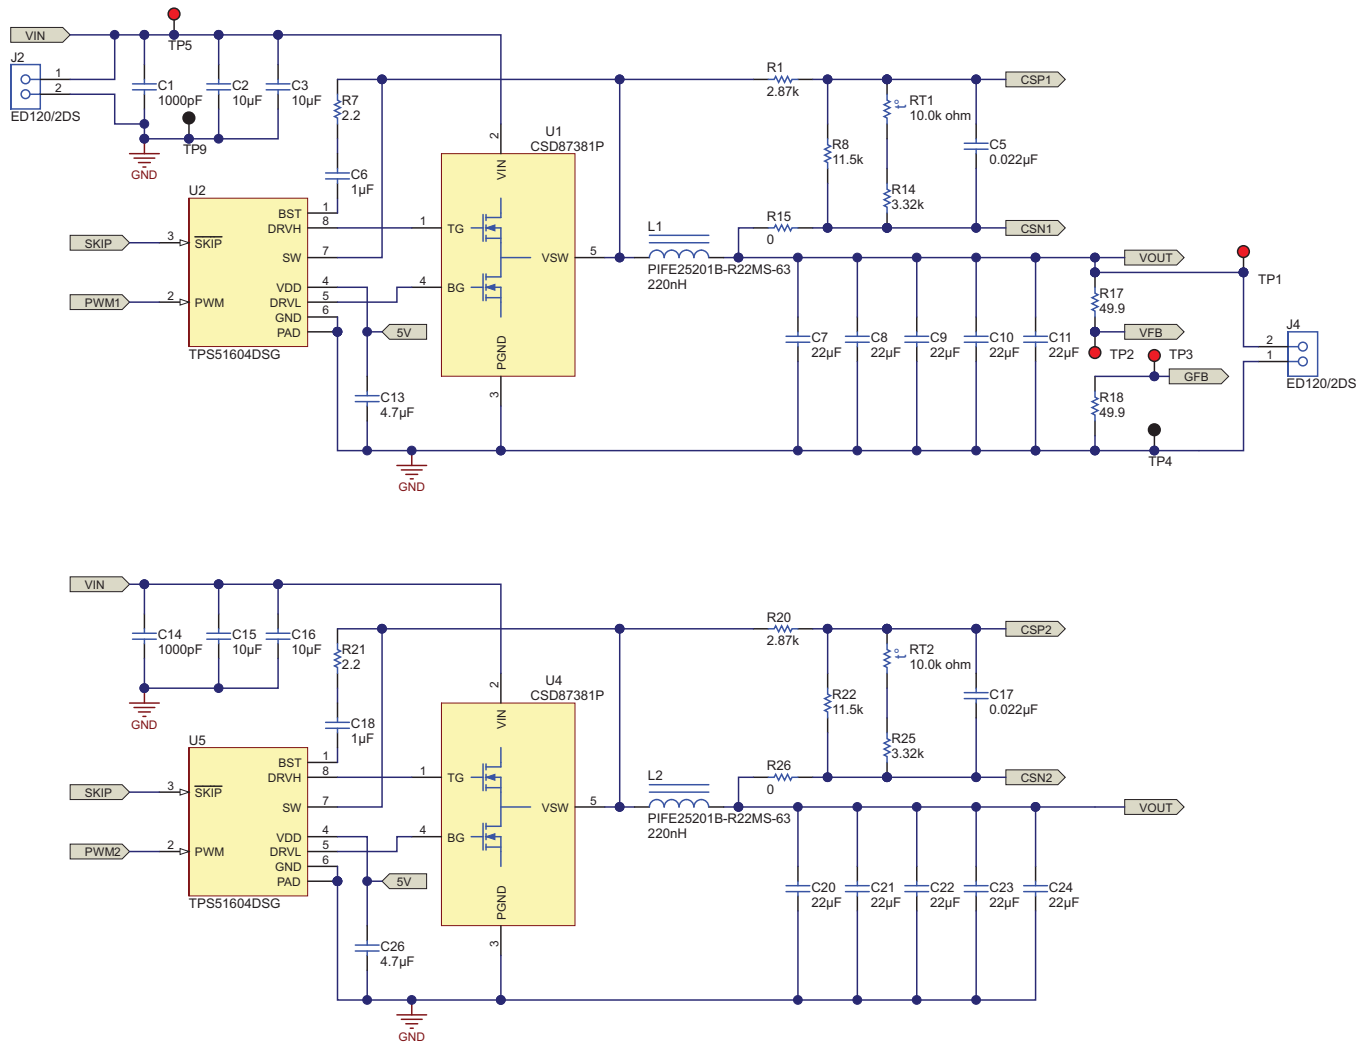 VIN
TP5
J2
1
2
ED120/2DS
C1
1000pF
C2
10µF
C3
10µF
TP9
GND
R7
2.2
C6
1µF
U1
CSD87381P
2
VIN
1
TG
4
BG
VSW
5
PGND
3
U2
SKIP
3
SKIP
PWM1
2
PWM
BST
1
DRVH
8
SW
7
VDD
4
DRVL
5
GND
6
PAD
TPS51604DSG
5V
C13
4.7µF
GND
R1
2.87k
R8
11.5k
t°
RT1
10.0k ohm
R14
3.32k
C5
0.022µF
CSP1
R15
0
CSN1
L1
PIFE25201B-R22MS-63
220nH
VOUT
TP1
R17
49.9
VFB
TP2
TP3
GFB
R18
49.9
TP4
J4
2
1
ED120/2DS
C7
22µF
C8
22µF
C9
22µF
C10
22µF
C11
22µF
VIN
C14
1000pF
C15
10µF
C16
10µF
GND
R21
2.2
C18
1µF
U4
CSD87381P
2
VIN
1
TG
4
BG
VSW
5
PGND
3
U5
SKIP
3
SKIP
PWM2
2
PWM
BST
1
DRVH
8
SW
7
VDD
4
DRVL
5
GND
6
PAD
TPS51604DSG
5V
C26
4.7µF
GND
R20
2.87k
R22
11.5k
t°
RT2
10.0k ohm
R25
3.32k
C17
0.022µF
CSP2
R26
0
CSN2
L2
PIFE25201B-R22MS-63
220nH
VOUT
C20
22µF
C21
22µF
C22
22µF
C23
22µF
C24
22µF